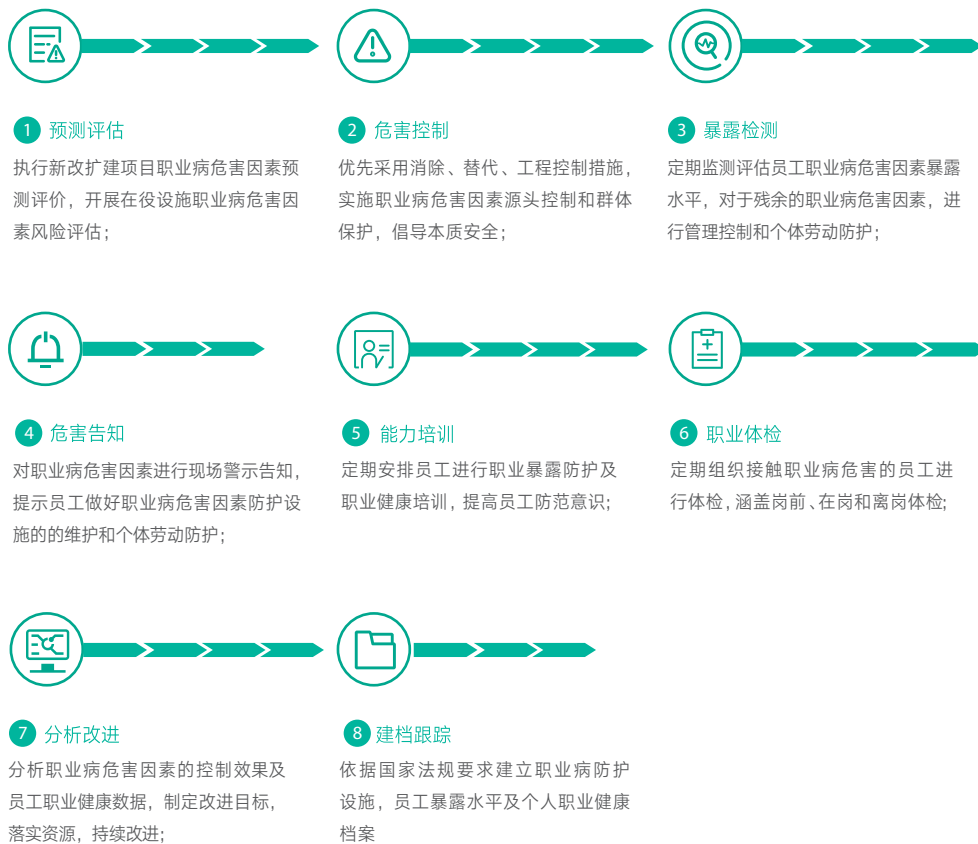 1 预测评估
执行新改扩建项目职业病危害因素预
测评价，开展在役设施职业病危害因
素风险评估；
2 危害控制
优先采用消除、替代、工程控制措施，
实施职业病危害因素源头控制和群体
保护，倡导本质安全；
3 暴露检测
定期监测评估员工职业病危害因素暴露
水平，对于残余的职业病危害因素，进
行管理控制和个体劳动防护；
4 危害告知
对职业病危害因素进行现场警示告知，
提示员工做好职业病危害因素防护设
施的的维护和个体劳动防护；
5 能力培训
定期安排员工进行职业暴露防护及
职业健康培训，提高员工防范意识；
6 职业体检
定期组织接触职业病危害的员工进
行体检，涵盖岗前、在岗和离岗体检；
7 分析改进
分析职业病危害因素的控制效果及
员工职业健康数据，制定改进目标，
落实资源，持续改进；
8 建档跟踪
依据国家法规要求建立职业病防护
设施，员工暴露水平及个人职业健康
档案